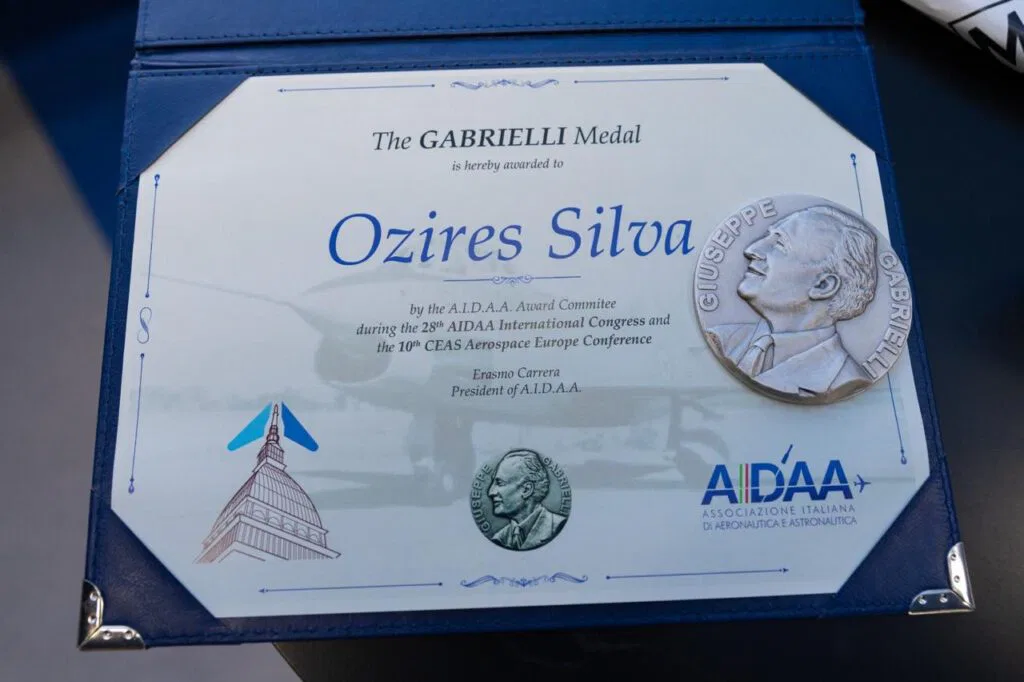 The GABRIELLI Medal
is hereby awarded to
Ozires Silva
by the A.I.D.A.A. Award Commitee
during the 28th AIDAA International Congress and
the 10th CEAS Aerospace Europe Conference
Erasmo Carrera
President of A.I.D.A.A.
GIUSEPPE GABRIELLI
GIUSEPPE GABRIELLI
AIDAA
ASSOCIAZIONE ITALIANA
DI AERONAUTICA E ASTRONAUTICA